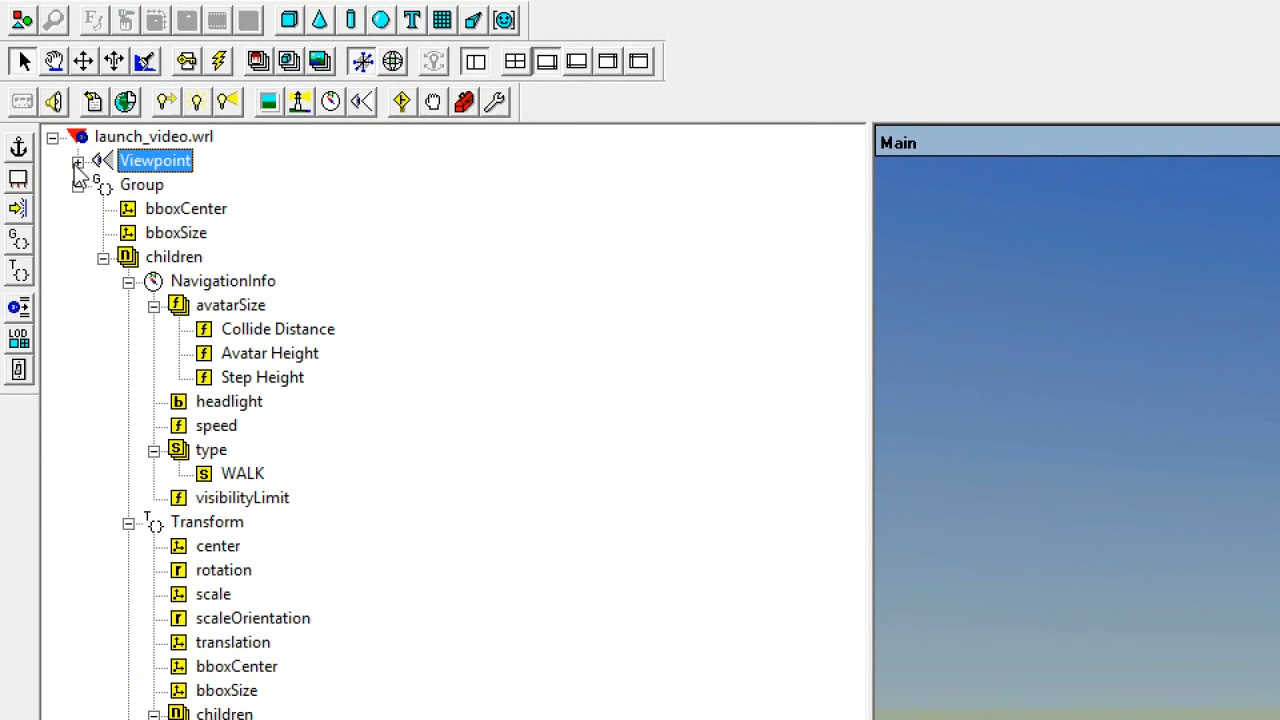 T
launch_video.wrl
Main
Viewpoint
G
Group
G
bboxCenter
bboxSize
T
n
children
NavigationInfo
f
avatarSize
f
Collide Distance
LOD
f
Avatar Height
f
Step Height
b
headlight
f
speed
S
type
S
WALK
f
visibilityLimit
T
Transform
center
r
rotation
scale
r
scaleOrientation
translation
bboxCenter
bboxSize
n
children